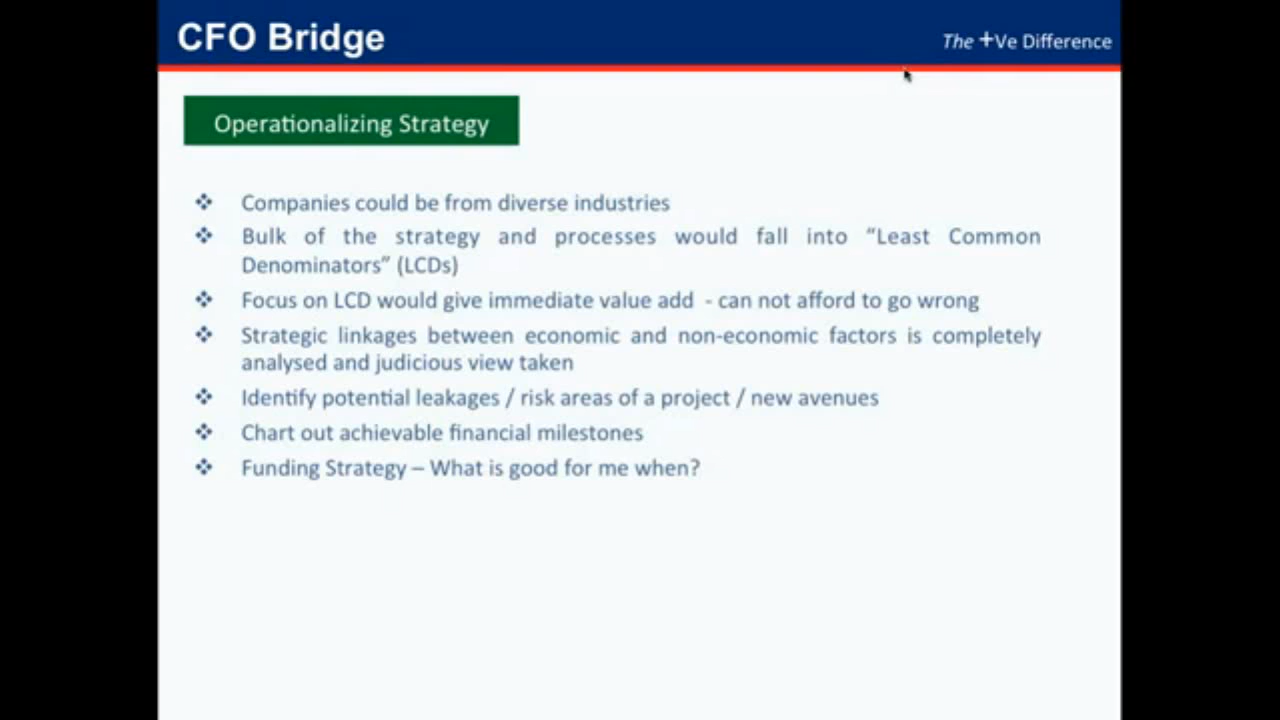 CFO Bridge
The +Ve Difference
Operationalizing Strategy
Companies could be from diverse industries
Bulk of the strategy and processes would fall into “Least Common
Denominators” (LCDs)
Focus on LCD would give immediate value add - can not afford to go wrong
Strategic linkages between economic and non-economic factors is completely
analysed and judicious view taken
Identify potential leakages / risk areas of a project / new avenues
Chart out achievable financial milestones
Funding Strategy – What is good for me when?